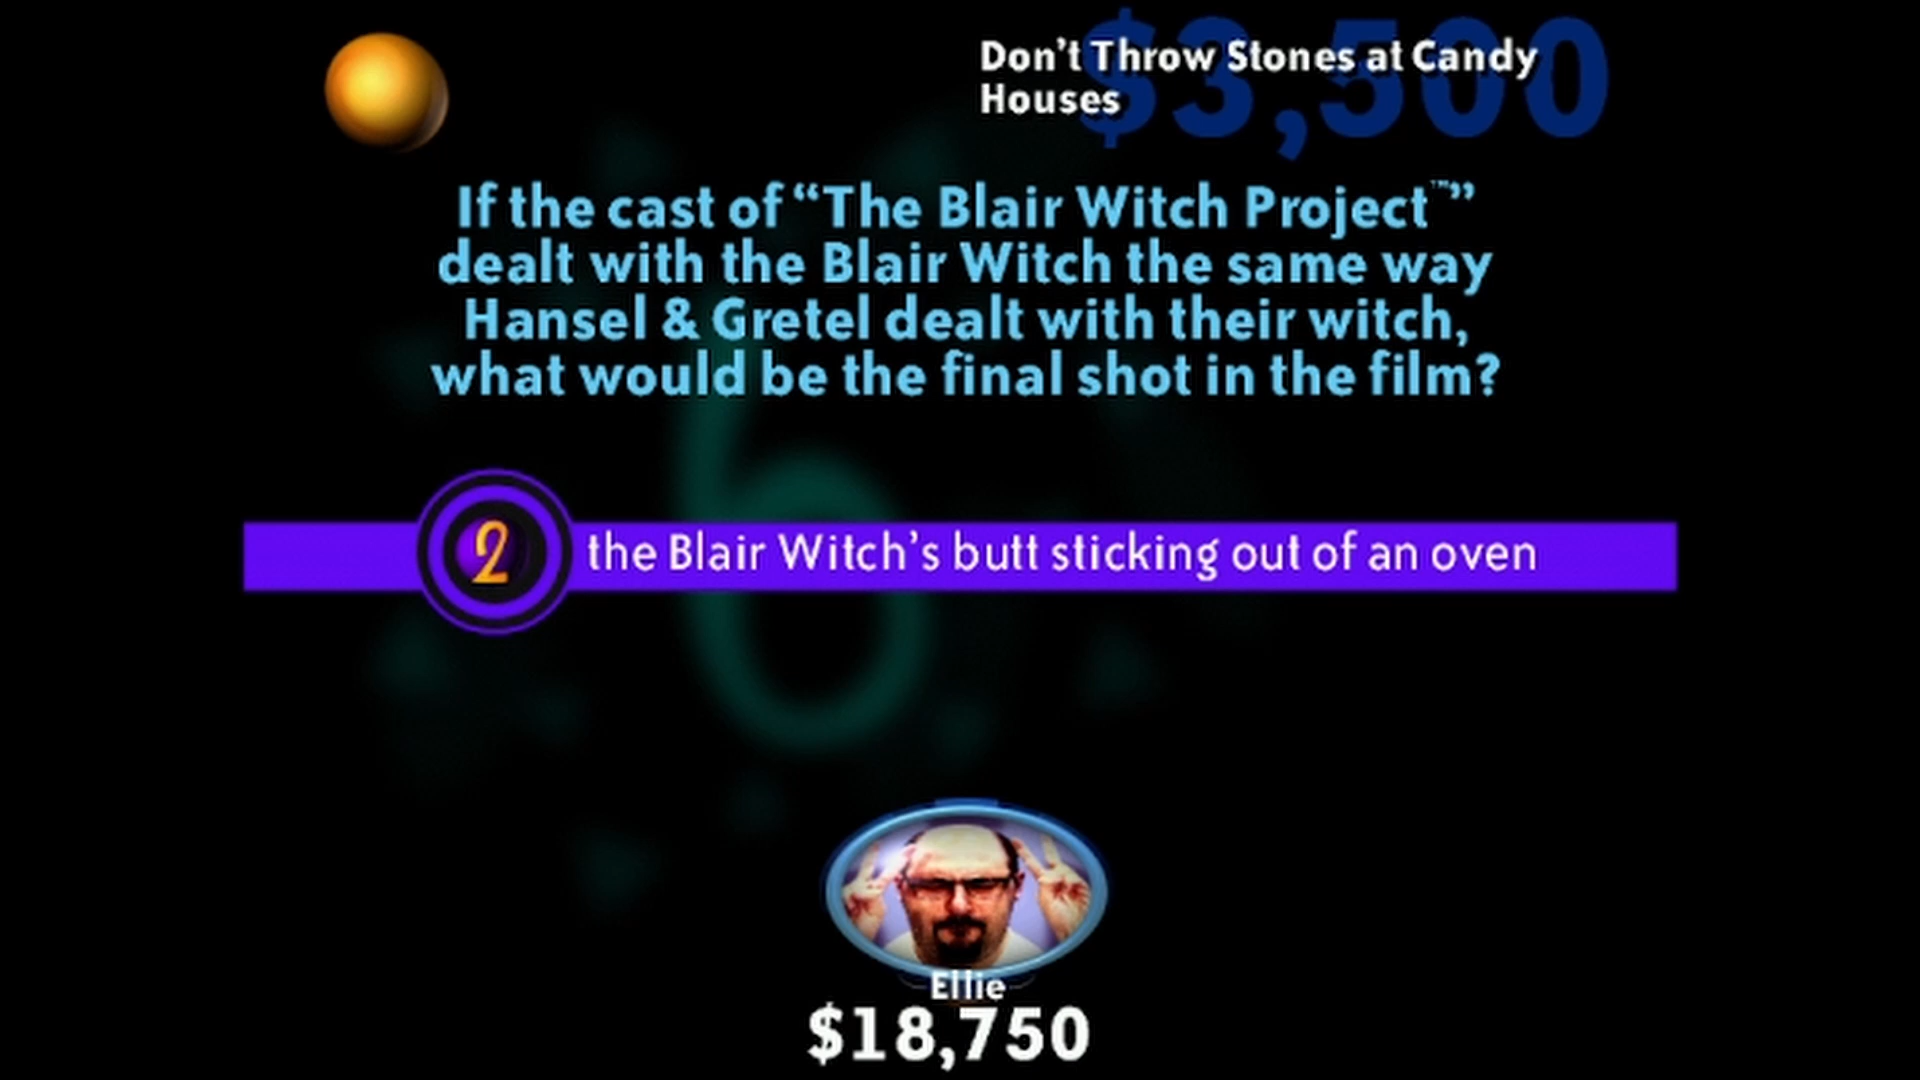 $3,500
Don't Throw Stones at Candy
Houses
If the cast of “The Blair Witch Project™”
dealt with the Blair Witch the same way
Hansel & Gretel dealt with their witch,
what would be the final shot in the film?
2 the Blair Witch's butt sticking out of an oven
6
Ellie
$18,750